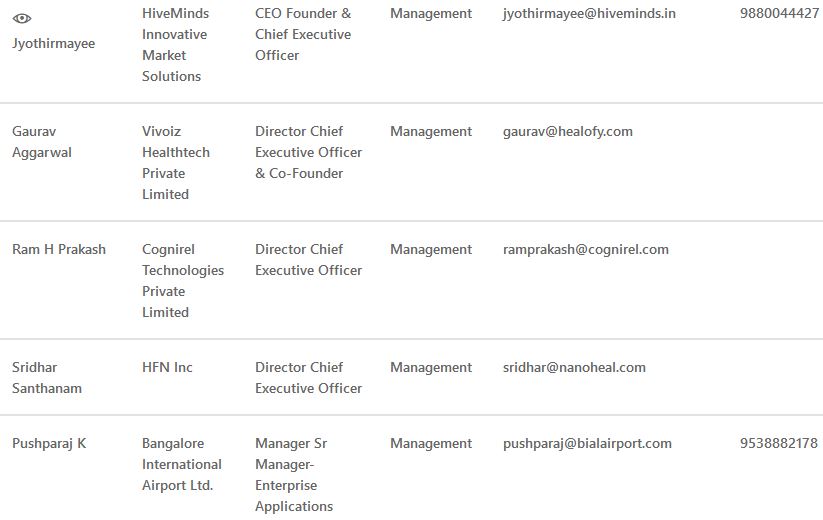 Jyothirmayee
HiveMinds
Innovative
Market
Solutions
CEO Founder &
Chief Executive
Officer
Management
jyothirmayee@hiveminds.in
9880044427
Gaurav
Aggarwal
Vivoiz
Healthtech
Private
Limited
Director Chief
Executive Officer
& Co-Founder
Management
gaurav@healofy.com
Ram H Prakash
Cognirel
Technologies
Private
Limited
Director Chief
Executive Officer
Management
ramprakash@cognirel.com
Sridhar
Santhanam
HFN Inc
Director Chief
Executive Officer
Management
sridhar@nanoheal.com
Pushparaj K
Bangalore
International
Airport Ltd.
Manager Sr
Manager-
Enterprise
Applications
Management
pushparaj@bialairport.com
9538882178